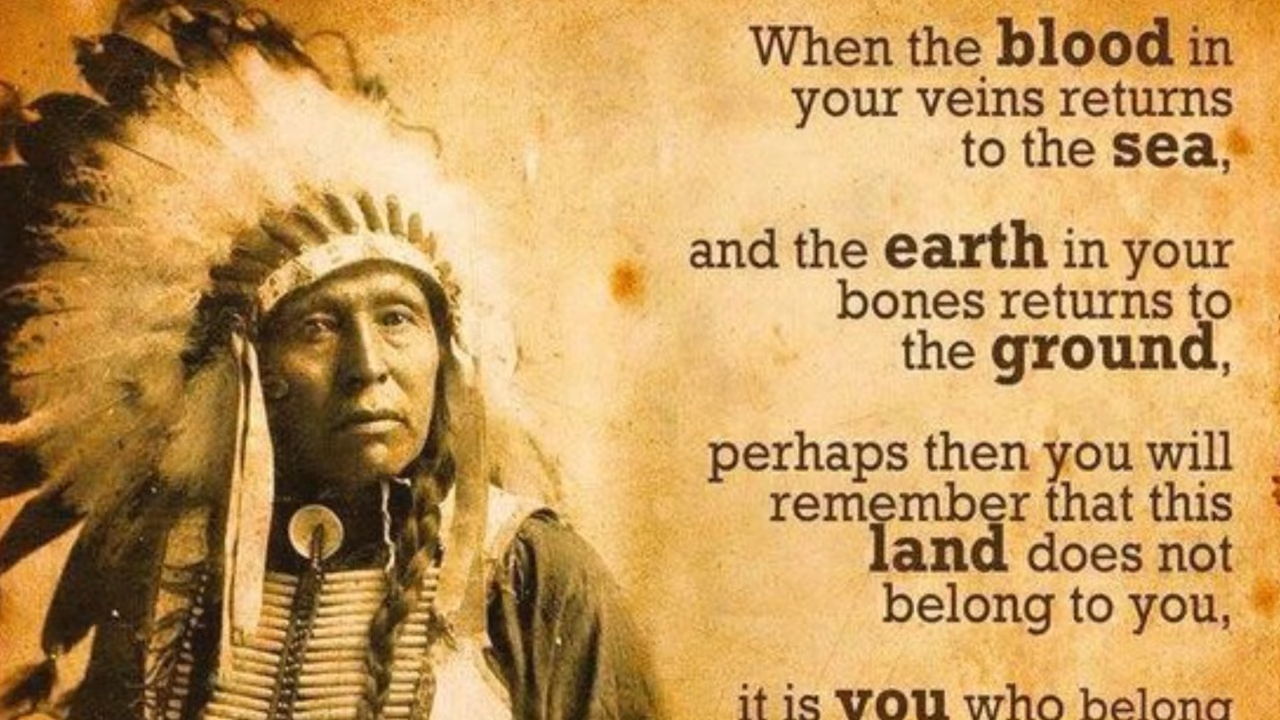 When the blood in
your veins returns
to the sea,
and the earth in your
bones returns to
the ground,
perhaps then you will
remember that this
land does not
belong to you,
it is you who belong